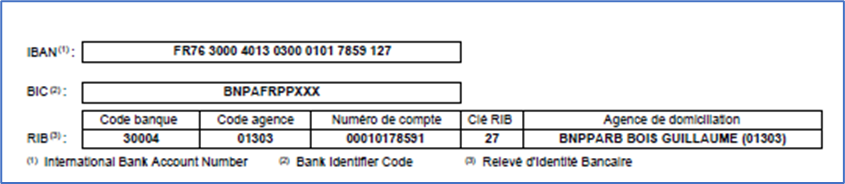 IBAN(1): FR76 3000 4013 0300 0101 7859 127
BIC(2): BNPAFRPPXXX
Code banque Code agence Numéro de compte Clé RIB Agence de domiciliation
RIB(3): 30004 01303 00010178591 27 BNPPARB BOIS GUILLAUME (01303)
(1) International Bank Account Number (2) Bank Identifier Code (3) Relevé d'Identité Bancaire